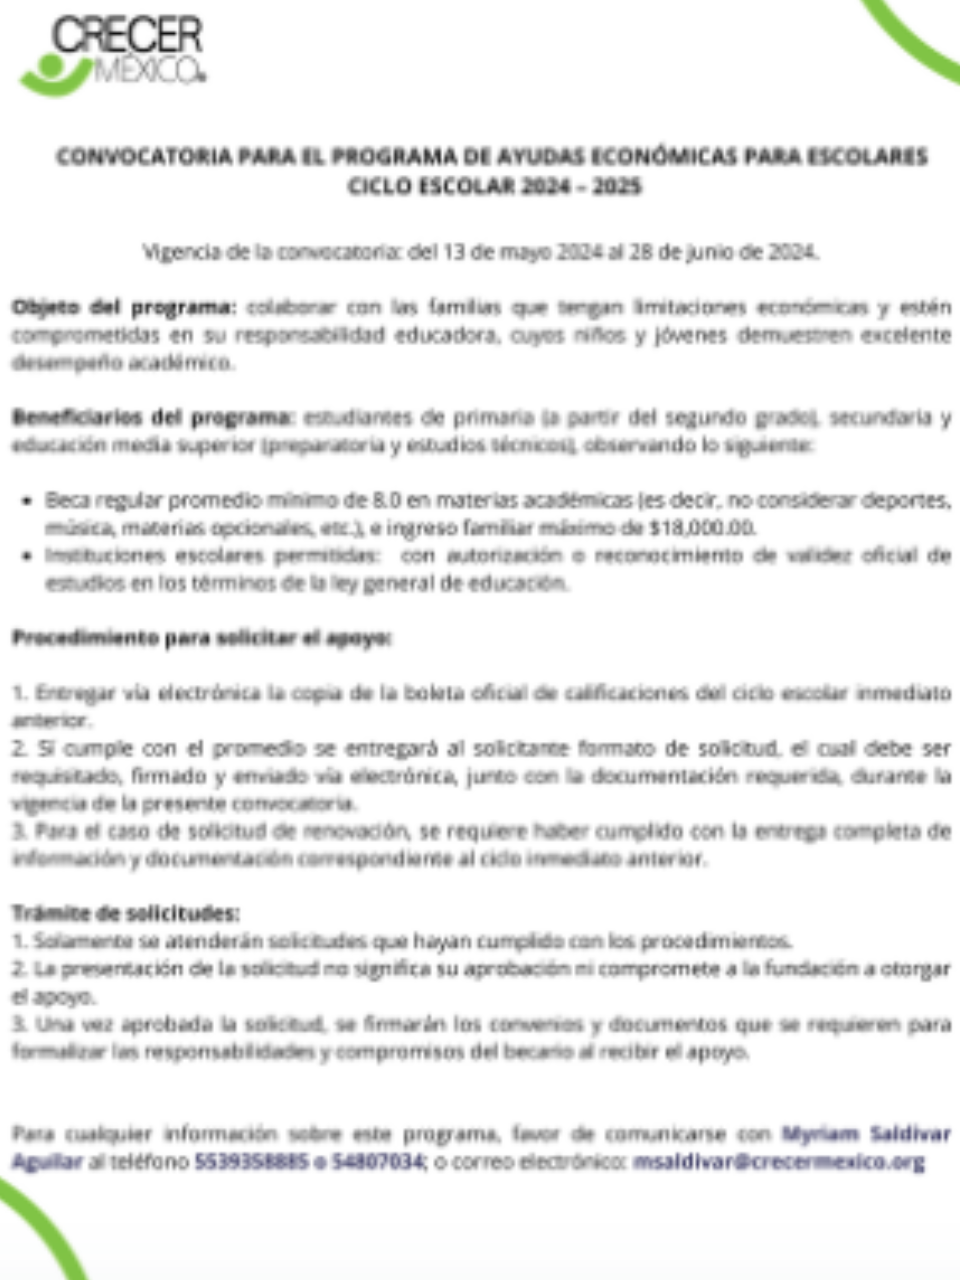 CRECER
MÉXICO
CONVOCATORIA PARA EL PROGRAMA DE AYUDAS ECONÓMICAS PARA ESCOLARES
CICLO ESCOLAR 2024 – 2025
Vigencia de la convocatoria: del 13 de mayo 2024 al 28 de junio de 2024.
Objeto del programa: colaborar con las familias que tengan limitaciones económicas y estén
comprometidas en su responsabilidad educadora, cuyos niños y jóvenes demuestren excelente
desempeño académico.
Beneficiarios del programa: estudiantes de primaria (a partir del segundo grado), secundaria y
educación media superior (preparatoria y estudios técnicos), observando lo siguiente:
• Beca regular promedio mínimo de 8.0 en materias académicas (es decir, no considerar deportes,
música, materias opcionales, etc.), e ingreso familiar máximo de $18,000.00.
• Instituciones escolares permitidas: con autorización o reconocimiento de validez oficial de
estudios en los términos de la ley general de educación.
Procedimiento para solicitar el apoyo:
1. Entregar vía electrónica la copia de la boleta oficial de calificaciones del ciclo escolar inmediato
anterior.
2. Si cumple con el promedio se entregará al solicitante formato de solicitud, el cual debe ser
requisitado, firmado y enviado vía electrónica, junto con la documentación requerida, durante la
vigencia de la presente convocatoria.
3. Para el caso de solicitud de renovación, se requiere haber cumplido con la entrega completa de
información y documentación correspondiente al ciclo inmediato anterior.
Trámite de solicitudes:
1. Solamente se atenderán solicitudes que hayan cumplido con los procedimientos.
2. La presentación de la solicitud no significa su aprobación ni compromete a la fundación a otorgar
el apoyo.
3. Una vez aprobada la solicitud, se firmarán los convenios y documentos que se requieren para
formalizar las responsabilidades y compromisos del becario al recibir el apoyo.
Para cualquier información sobre este programa, favor de comunicarse con Myriam Saldivar
Aguilar al teléfono 5539358885 o 54807034; o correo electrónico: msaldivar@crecermexico.org